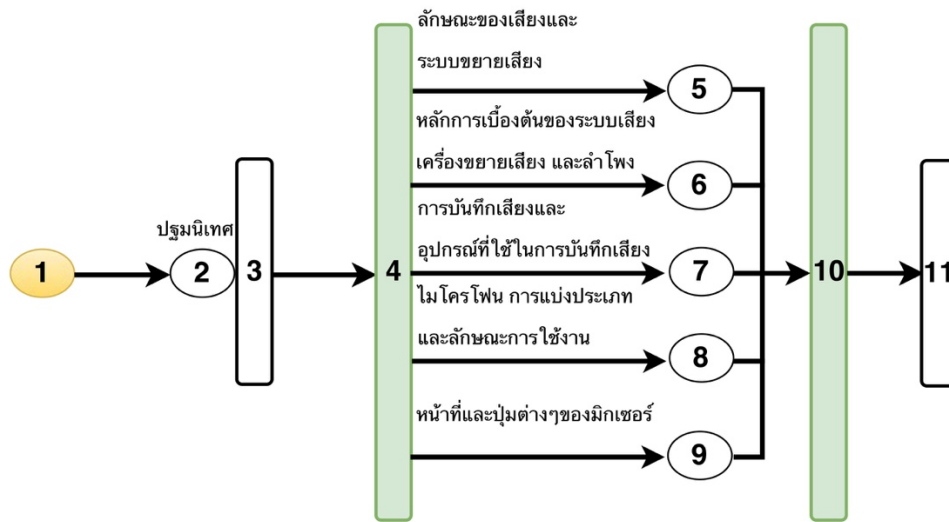 ลักษณะของเสียงและ
ระบบขยายเสียง
5
หลักการเบื้องต้นของระบบเสียง
เครื่องขยายเสียง และลำโพง
6
การบันทึกเสียงและ
ปฐมนิเทศ
อุปกรณ์ที่ใช้ในการบันทึกเสียง
1
2
3
4
7
10
11
ไมโครโฟน การแบ่งประเภท
และลักษณะการใช้งาน
8
หน้าที่และปุ่มต่างๆของมิกเซอร์
9